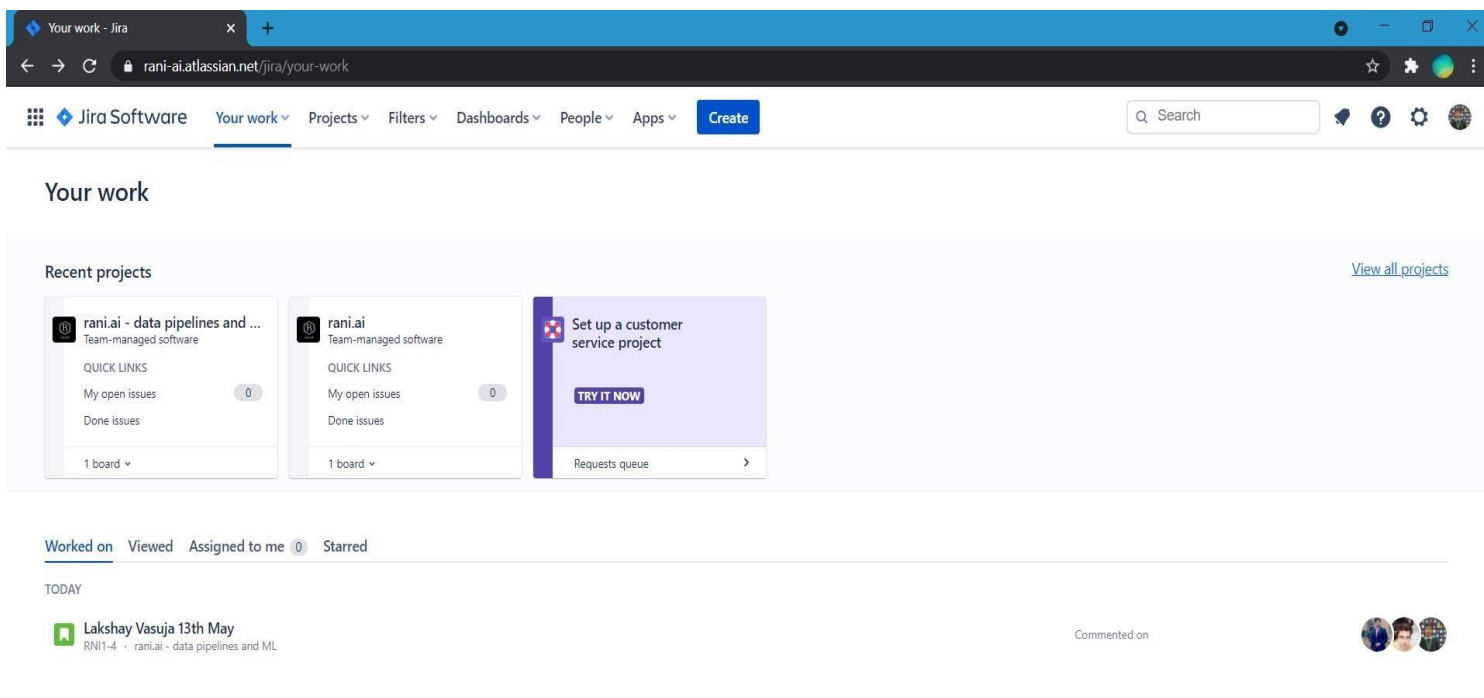 Your work - Jira
rani-ai.atlassian.net/jira/your-work
Jira Software Your work Projects Filters Dashboards People Apps Create Search
Your work
Recent projects View all projects
rani.ai - data pipelines and ...
Team-managed software
QUICK LINKS
My open issues 0
Done issues
1 board
rani.ai
Team-managed software
QUICK LINKS
My open issues 0
Done issues
1 board
Set up a customer
service project
TRY IT NOW
Requests queue
Worked on Viewed Assigned to me 0 Starred
TODAY
Lakshay Vasuja 13th May
RNI1-4 · rani.ai - data pipelines and ML
Commented on